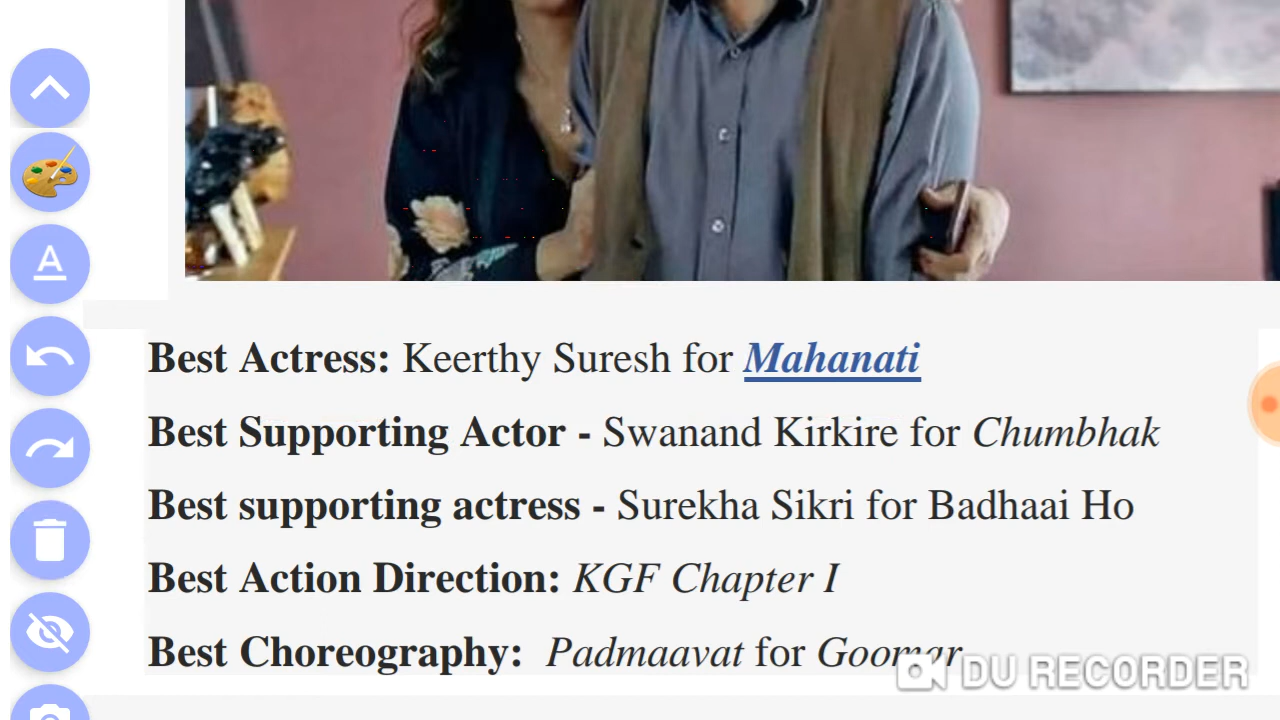 A
Best Actress: Keerthy Suresh for Mahanati
Best Supporting Actor - Swanand Kirkire for Chumbhak
Best supporting actress - Surekha Sikri for Badhaai Ho
Best Action Direction: KGF Chapter I
Best Choreography: Padmaavat for Goomar
DU RECORDER